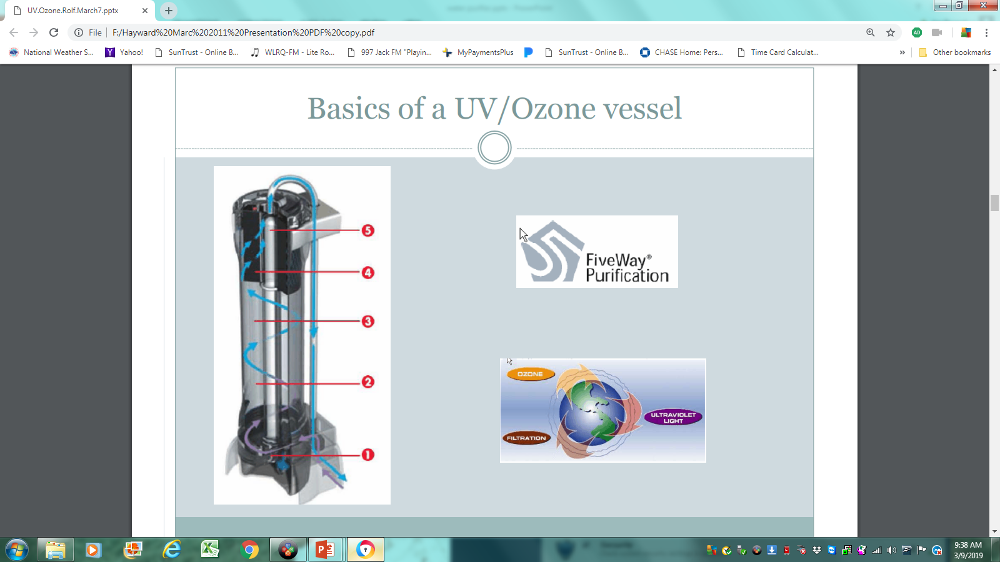 UV.Ozone.Rolf.March7.pptx
File
F:/Hayward%20Marc%202011%20Presentation%20PDF%20copy.pdf
AD
National Weather S...
Yahoo!
SunTrust - Online B...
WLRQ-FM - Lite Ro...
997 Jack FM "Playin...
MyPaymentsPlus
SunTrust - Online B...
CHASE Home: Pers...
Time Card Calculat...
»
Other bookmarks
Basics of a UV/Ozone vessel
5
4
3
2
1
FiveWay®
Purification
OZONE
ULTRAVIOLET
LIGHT
FILTRATION
9:38 AM
3/9/2019